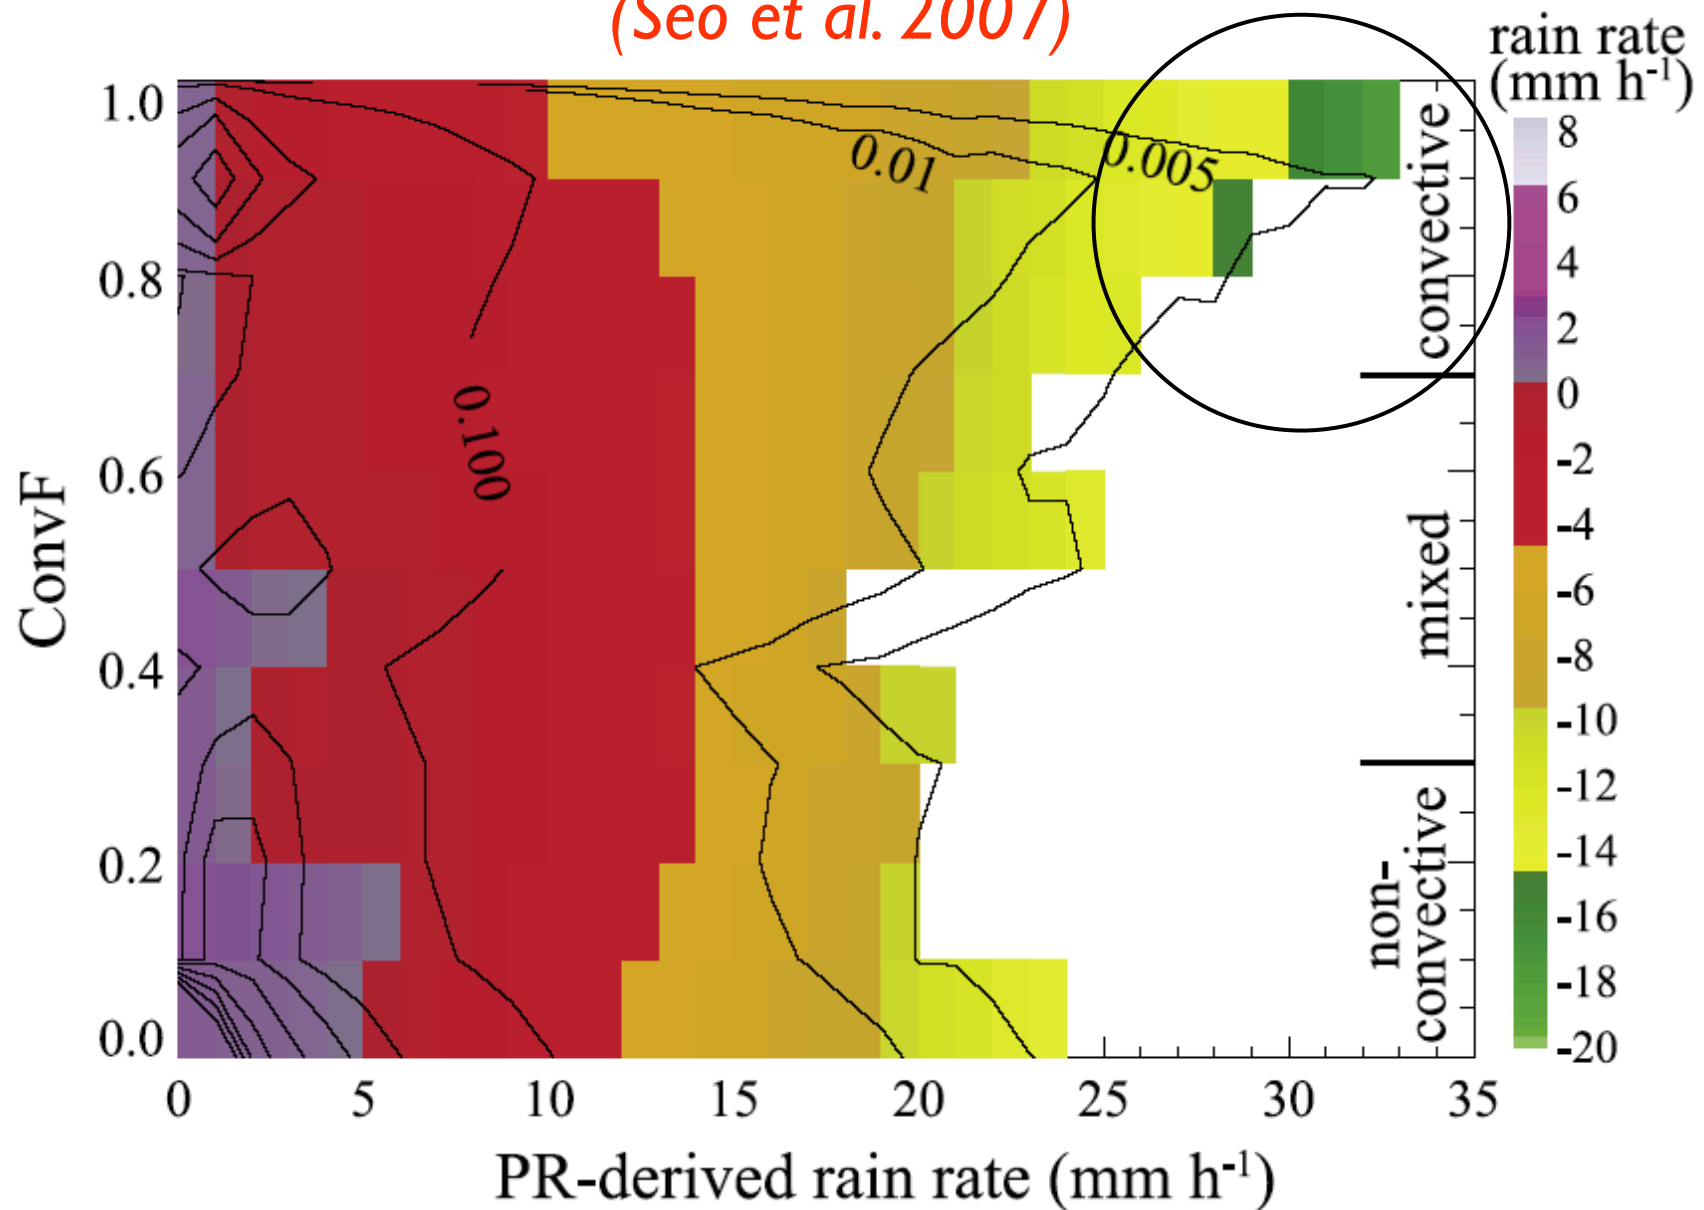 (Seo et al. 2007)
rain rate
(mm h-1)
1.0
0.8
0.6
0.4
0.2
0.0
ConvF
0.01
0.005
0.100
convective
mixed
non-
convective
8
6
4
2
0
-2
-4
-6
-8
-10
-12
-14
-16
-18
-20
0 5 10 15 20 25 30 35
PR-derived rain rate (mm h-1)